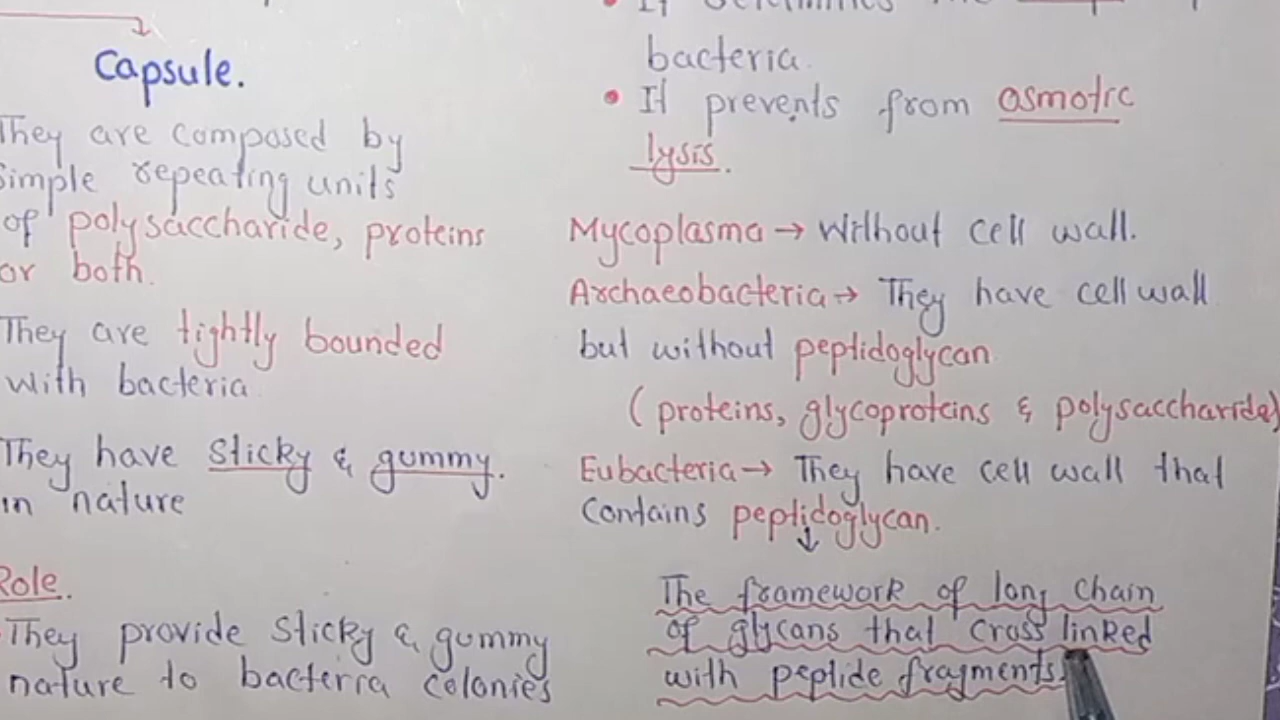 Capsule.
They are composed by
simple repeating units
of polysaccharide, proteins
or both.
They are tightly bounded
with bacteria
They have sticky & gummy.
in nature
Role.
They provide sticky & gummy
nature to bacteria colonies
bacteria.
• It prevents from osmotic
lysis.
Mycoplasma → Without cell wall.
Archaeobacteria → They have cell wall
but without peptidoglycan
(proteins, glycoproteins & polysaccharide)
Eubacteria → They have cell wall that
contains peptidoglycan.
↓
The framework of long chain
of glycans that cross linked
with peptide fragments.